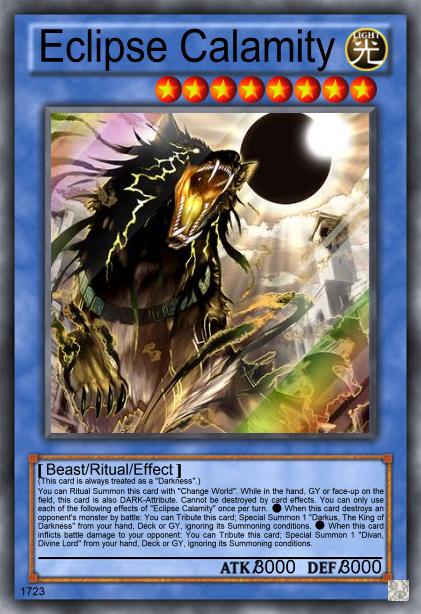 Eclipse Calamity
LIGHT
光
[ Beast/Ritual/Effect ]
(This card is always treated as a "Darkness".)
You can Ritual Summon this card with "Change World". While in the hand, GY or face-up on the
field, this card is also DARK-Attribute. Cannot be destroyed by card effects. You can only use
each of the following effects of "Eclipse Calamity" once per turn. ● When this card destroys an
opponent's monster by battle: You can Tribute this card; Special Summon 1 "Darkus, The King of
Darkness" from your hand, Deck or GY, ignoring its Summoning conditions. ● When this card
inflicts battle damage to your opponent: You can Tribute this card; Special Summon 1 "Divan,
Divine Lord" from your hand, Deck or GY, ignoring its Summoning conditions.
ATK/3000 DEF/3000
1723